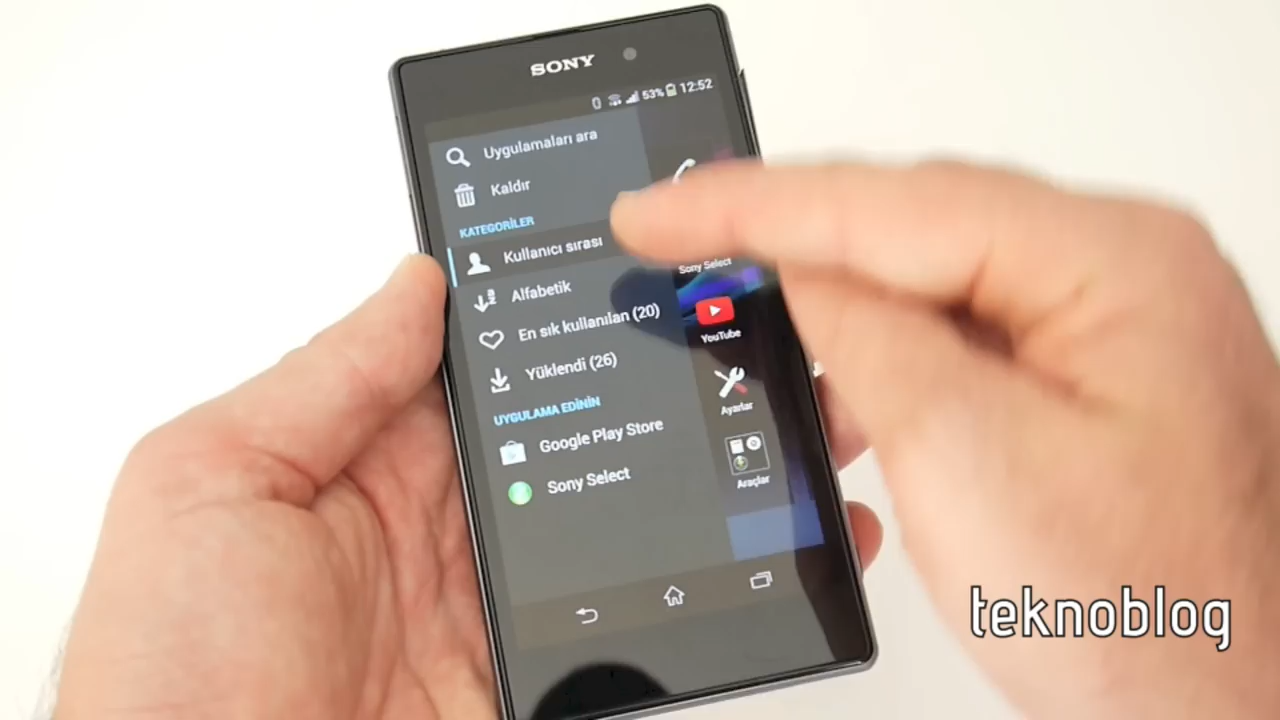 SONY
53% 12:52
Uygulamaları ara
Kaldır
KATEGORİLER
Kullanıcı sırası
Alfabetik
En sık kullanılan (20)
Yüklendi (26)
UYGULAMA EDİNİN
Google Play Store
Sony Select
Sony Select
YouTube
Ayarlar
Araçlar
teknoblog